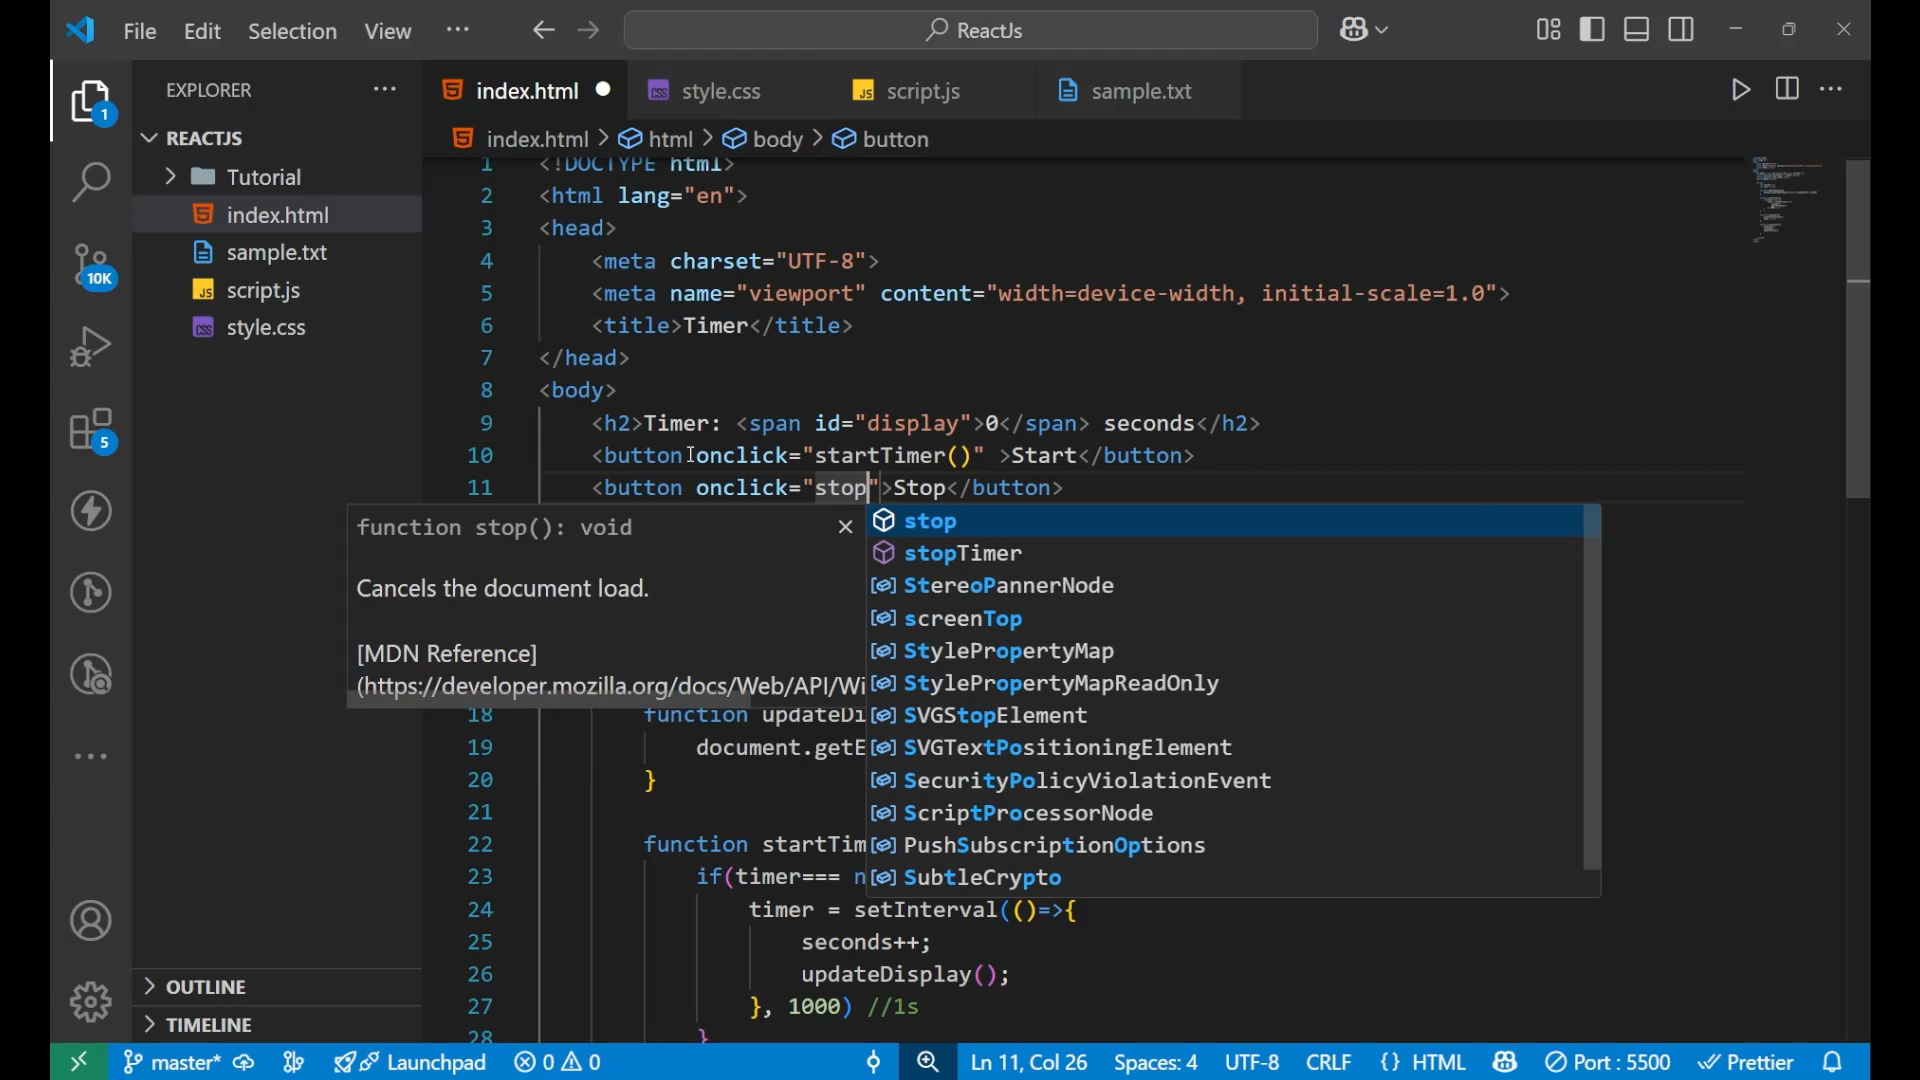 File Edit Selection View ··· ReactJs
EXPLORER ···
REACTJS
Tutorial
index.html
sample.txt
script.js
style.css
OUTLINE
TIMELINE
1
10K
5
index.html style.css script.js sample.txt
index.html > html > body > button
1 <!DOCTYPE html>
2 <html lang="en">
3 <head>
4 <meta charset="UTF-8">
5 <meta name="viewport" content="width=device-width, initial-scale=1.0">
6 <title>Timer</title>
7 </head>
8 <body>
9 <h2>Timer: <span id="display">0</span> seconds</h2>
10 <button onclick="startTimer()" >Start</button>
11 <button onclick="stop">Stop</button>
function stop(): void
Cancels the document load.
[MDN Reference]
(https://developer.mozilla.org/docs/Web/API/Wi
stop
stopTimer
StereoPannerNode
screenTop
StylePropertyMap
StylePropertyMapReadOnly
SVGStopElement
SVGTextPositioningElement
SecurityPolicyViolationEvent
ScriptProcessorNode
PushSubscriptionOptions
SubtleCrypto
18 function updateDi
19 document.getE
20 }
21
22 function startTim
23 if(timer=== n
24 timer = setInterval(()=>{
25 seconds++;
26 updateDisplay();
27 }, 1000) //1s
28 }
master* Launchpad 0 0 Ln 11, Col 26 Spaces: 4 UTF-8 CRLF {} HTML Port : 5500 Prettier